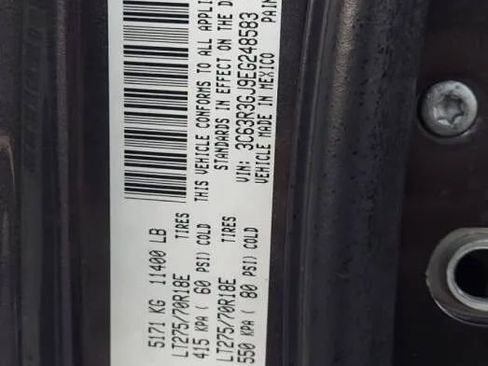 5171 KG 11400 LB
LT275/70R18E TIRES
415 KPA ( 60 PSI) COLD
LT275/70R18E TIRES
550 KPA ( 80 PSI) COLD
THIS VEHICLE CONFORMS TO ALL APPLI
STANDARDS IN EFFECT ON THE D
VIN: 3C63R3GJ9EG248583
VEHICLE MADE IN MEXICO PAIN